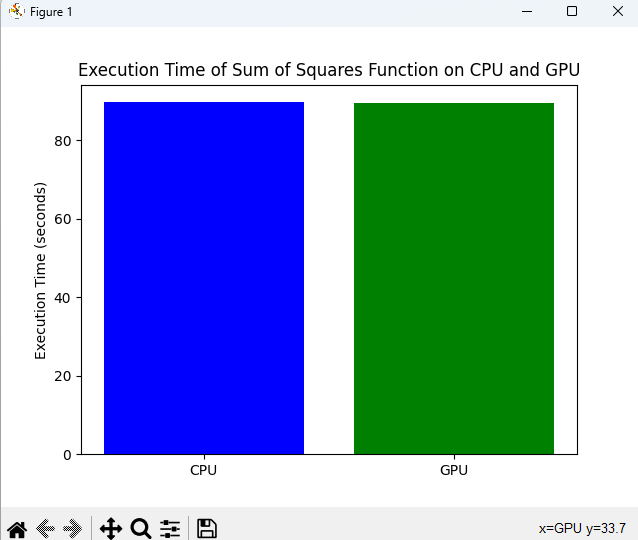 Figure 1
Execution Time of Sum of Squares Function on CPU and GPU
Execution Time (seconds)
80
60
40
20
0
CPU
GPU
x=GPU y=33.7